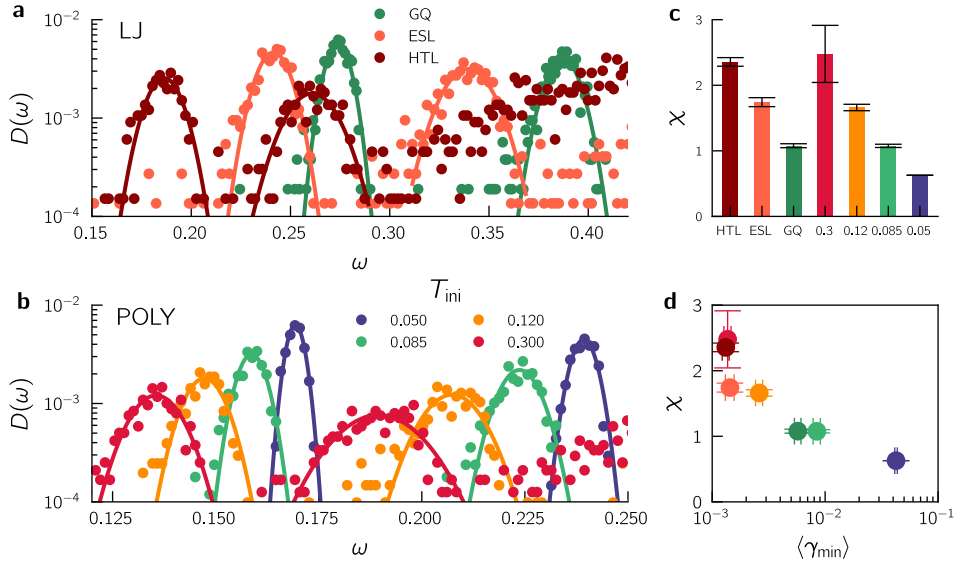 a
LJ
GQ
ESL
HTL
D(ω)
10⁻²
10⁻³
10⁻⁴
0.15 0.20 0.25 0.30 0.35 0.40
ω
b
POLY
T_ini
0.050 0.120
0.085 0.300
D(ω)
10⁻²
10⁻³
10⁻⁴
0.125 0.150 0.175 0.200 0.225 0.250
ω
c
χ
3
2
1
0
HTL ESL GQ 0.3 0.12 0.085 0.05
d
χ
3
2
1
0
10⁻³ 10⁻² 10⁻¹
⟨γ_min⟩